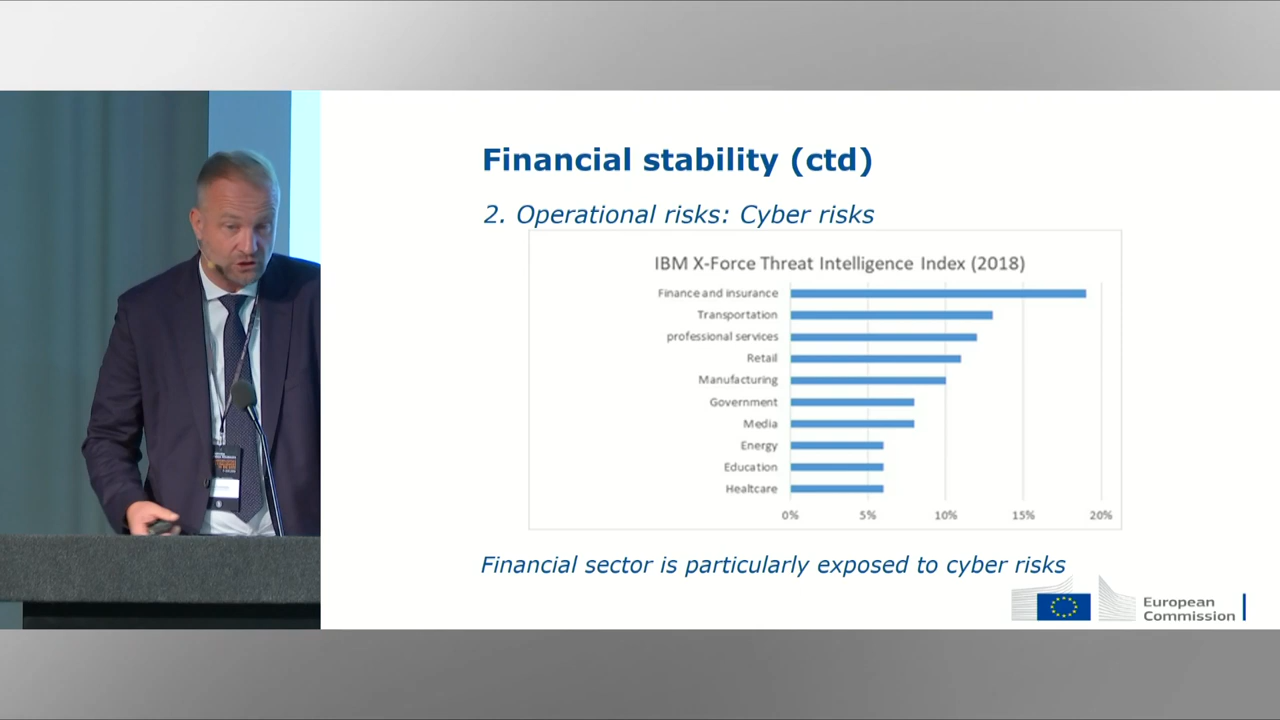 Financial stability (ctd)
2. Operational risks: Cyber risks
IBM X-Force Threat Intelligence Index (2018)
Finance and insurance
Transportation
professional services
Retail
Manufacturing
Government
Media
Energy
Education
Healtcare
0% 5% 10% 15% 20%
Financial sector is particularly exposed to cyber risks
European
Commission